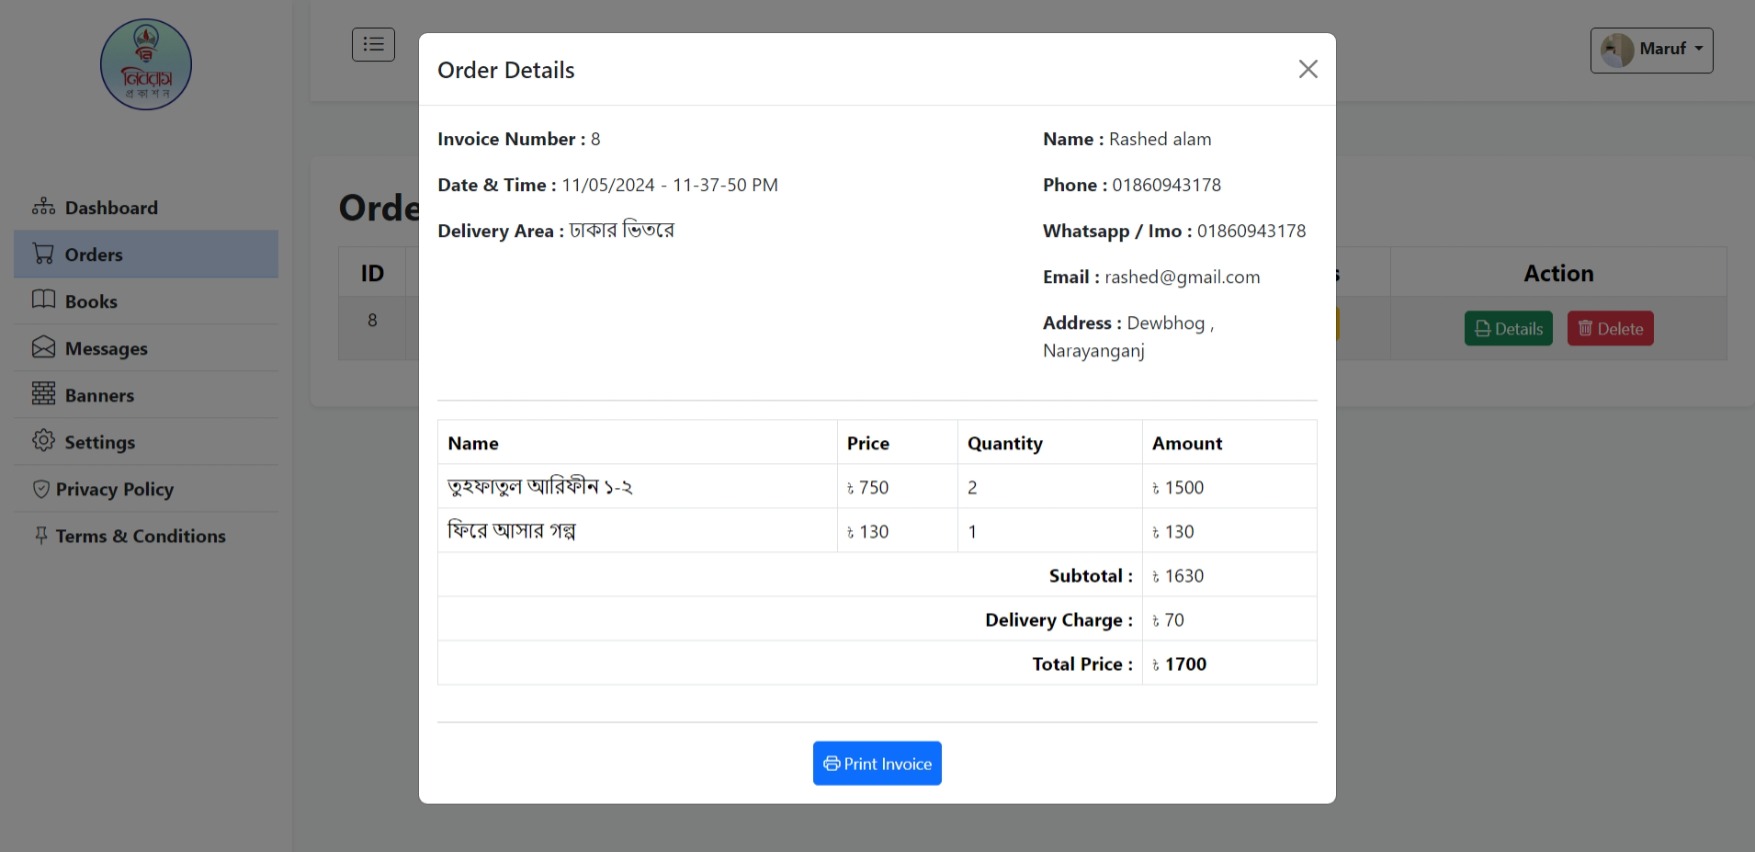 নিবরাস
প্রকাশন
Maruf
Dashboard
Orders
Books
Messages
Banners
Settings
Privacy Policy
Terms & Conditions
Orde
ID
Action
8
Details
Delete
Order Details
Invoice Number : 8
Date & Time : 11/05/2024 - 11-37-50 PM
Delivery Area : ঢাকার ভিতরে
Name : Rashed alam
Phone : 01860943178
Whatsapp / Imo : 01860943178
Email : rashed@gmail.com
Address : Dewbhog ,
Narayanganj
Name Price Quantity Amount
তুহফাতুল আরিফীন ১-২ ৳ 750 2 ৳ 1500
ফিরে আসার গল্প ৳ 130 1 ৳ 130
Subtotal : ৳ 1630
Delivery Charge : ৳ 70
Total Price : ৳ 1700
Print Invoice